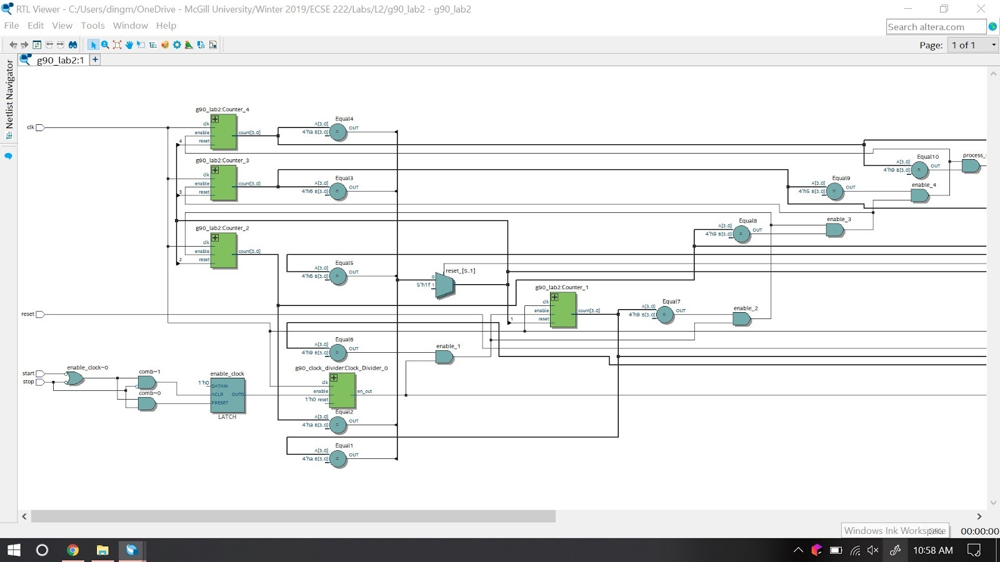 RTL Viewer - C:/Users/dingm/OneDrive - McGill University/Winter 2019/ECSE 222/Labs/L2/g90_lab2 - g90_lab2
File Edit View Tools Window Help
Search altera.com
Page: 1 of 1
g90_lab2:1 +
Netlist Navigator
g90_lab2:Counter_4
clk
enable
reset
count[3..0]
4
clk
Equal4
A[3..0]
4'ha B[3..0]
=
OUT
g90_lab2:Counter_3
clk
enable
reset
count[3..0]
3
Equal3
A[3..0]
4'h6 B[3..0]
=
OUT
Equal10
A[3..0]
4'h9 B[3..0]
=
OUT
process_
Equal9
A[3..0]
4'h5 B[3..0]
=
OUT
enable_4
Equal8
A[3..0]
4'h9 B[3..0]
=
OUT
enable_3
g90_lab2:Counter_2
clk
enable
reset
count[3..0]
2
Equal5
A[3..0]
4'h6 B[3..0]
=
OUT
reset_[5..1]
0
5'h1f 1
g90_lab2:Counter_1
clk
enable
reset
count[3..0]
1
Equal7
A[3..0]
4'h9 B[3..0]
=
OUT
enable_2
reset
Equal6
A[3..0]
4'h9 B[3..0]
=
OUT
enable_1
start
stop
enable_clock~0
comb~1
comb~0
enable_clock
1'h0
DATAIN
ACLR OUT0
PRESET
LATCH
g90_clock_divider:Clock_Divider_0
clk
enable
1'h0 reset
en_out
Equal2
A[3..0]
4'ha B[3..0]
=
OUT
Equal1
A[3..0]
4'ha B[3..0]
=
OUT
Windows Ink Workspace
00:00:00
10:58 AM